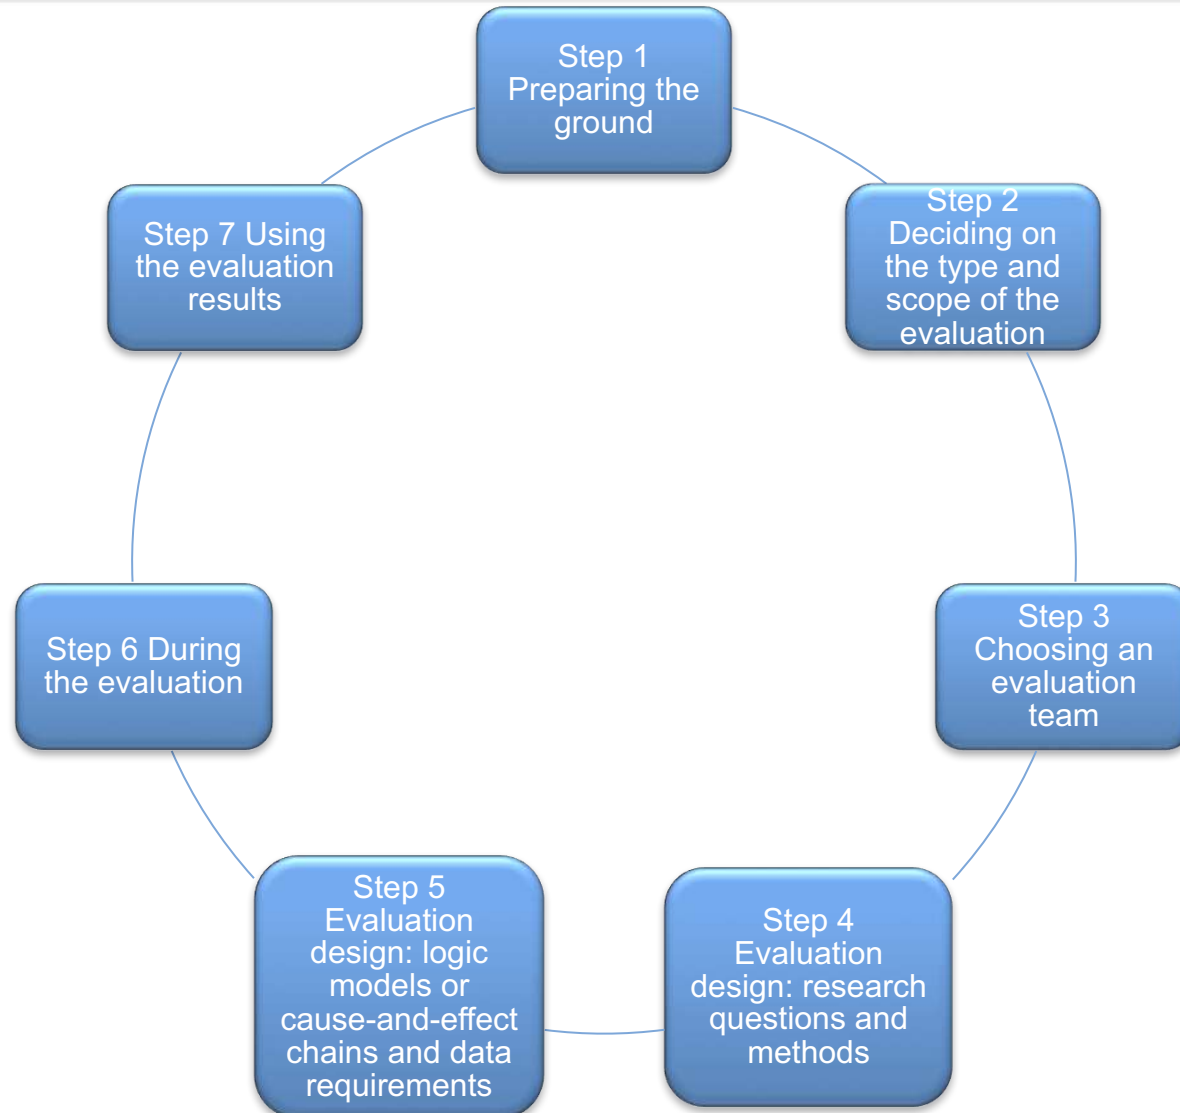 Step 1
Preparing the
ground
Step 2
Deciding on
the type and
scope of the
evaluation
Step 3
Choosing an
evaluation
team
Step 4
Evaluation
design: research
questions and
methods
Step 5
Evaluation
design: logic
models or
cause-and-effect
chains and data
requirements
Step 6 During
the evaluation
Step 7 Using
the evaluation
results